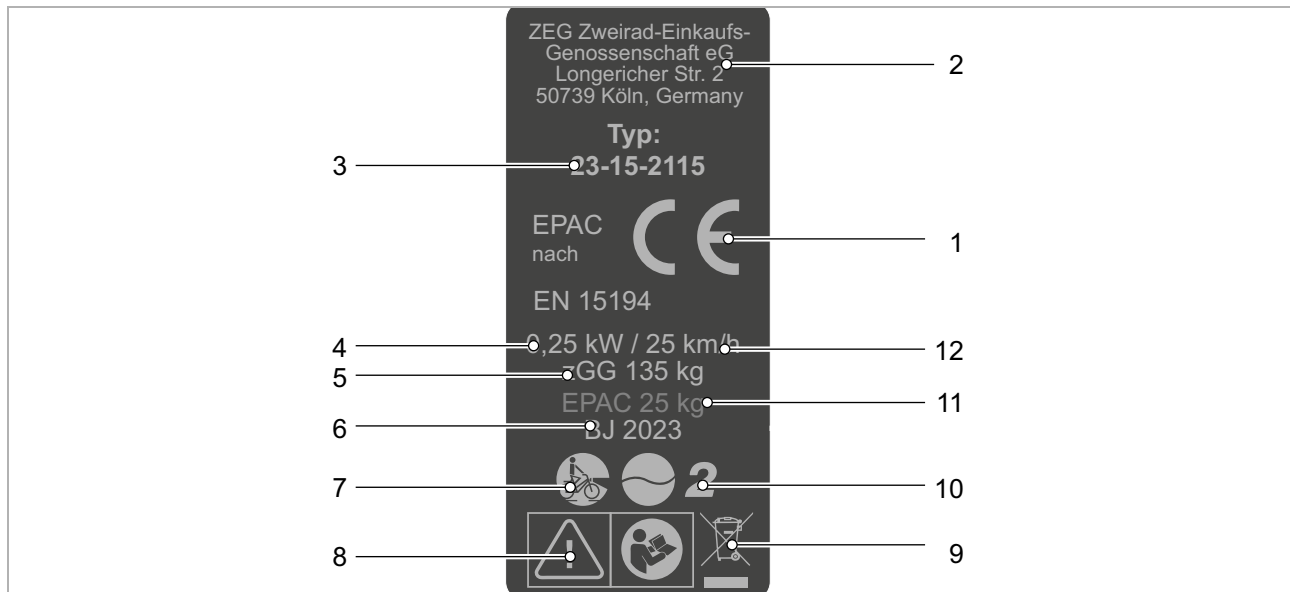 ZEG Zweirad-Einkaufs-
Genossenschaft eG
Longericher Str. 2
50739 Köln, Germany
2
Typ:
3
23-15-2115
EPAC
nach
CE
1
EN 15194
4
0,25 kW / 25 km/h
12
5
zGG 135 kg
EPAC 25 kg
11
6
BJ 2023
7
2
10
8
!
9